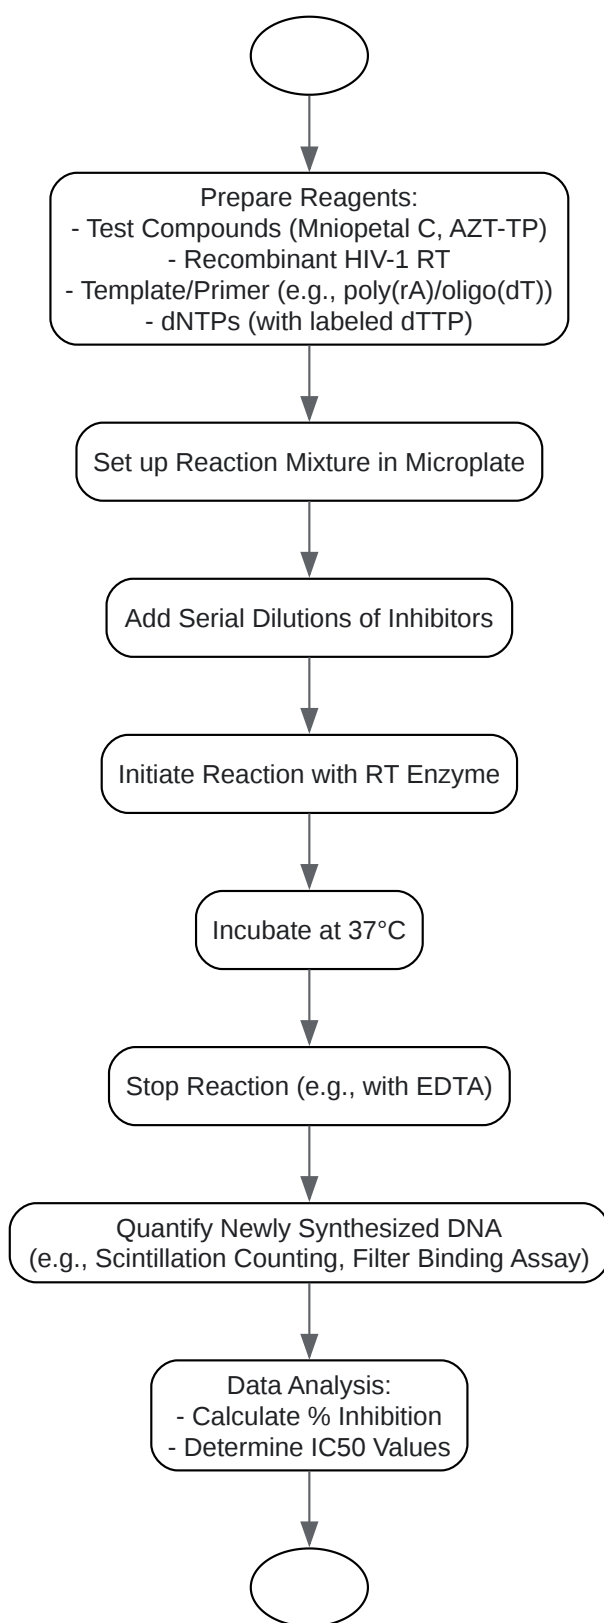 Prepare Reagents:
- Test Compounds (Mniopetal C, AZT-TP)
- Recombinant HIV-1 RT
- Template/Primer (e.g., poly(rA)/oligo(dT))
- dNTPs (with labeled dTTP)
Set up Reaction Mixture in Microplate
Add Serial Dilutions of Inhibitors
Initiate Reaction with RT Enzyme
Incubate at 37°C
Stop Reaction (e.g., with EDTA)
Quantify Newly Synthesized DNA
(e.g., Scintillation Counting, Filter Binding Assay)
Data Analysis:
- Calculate % Inhibition
- Determine IC50 Values